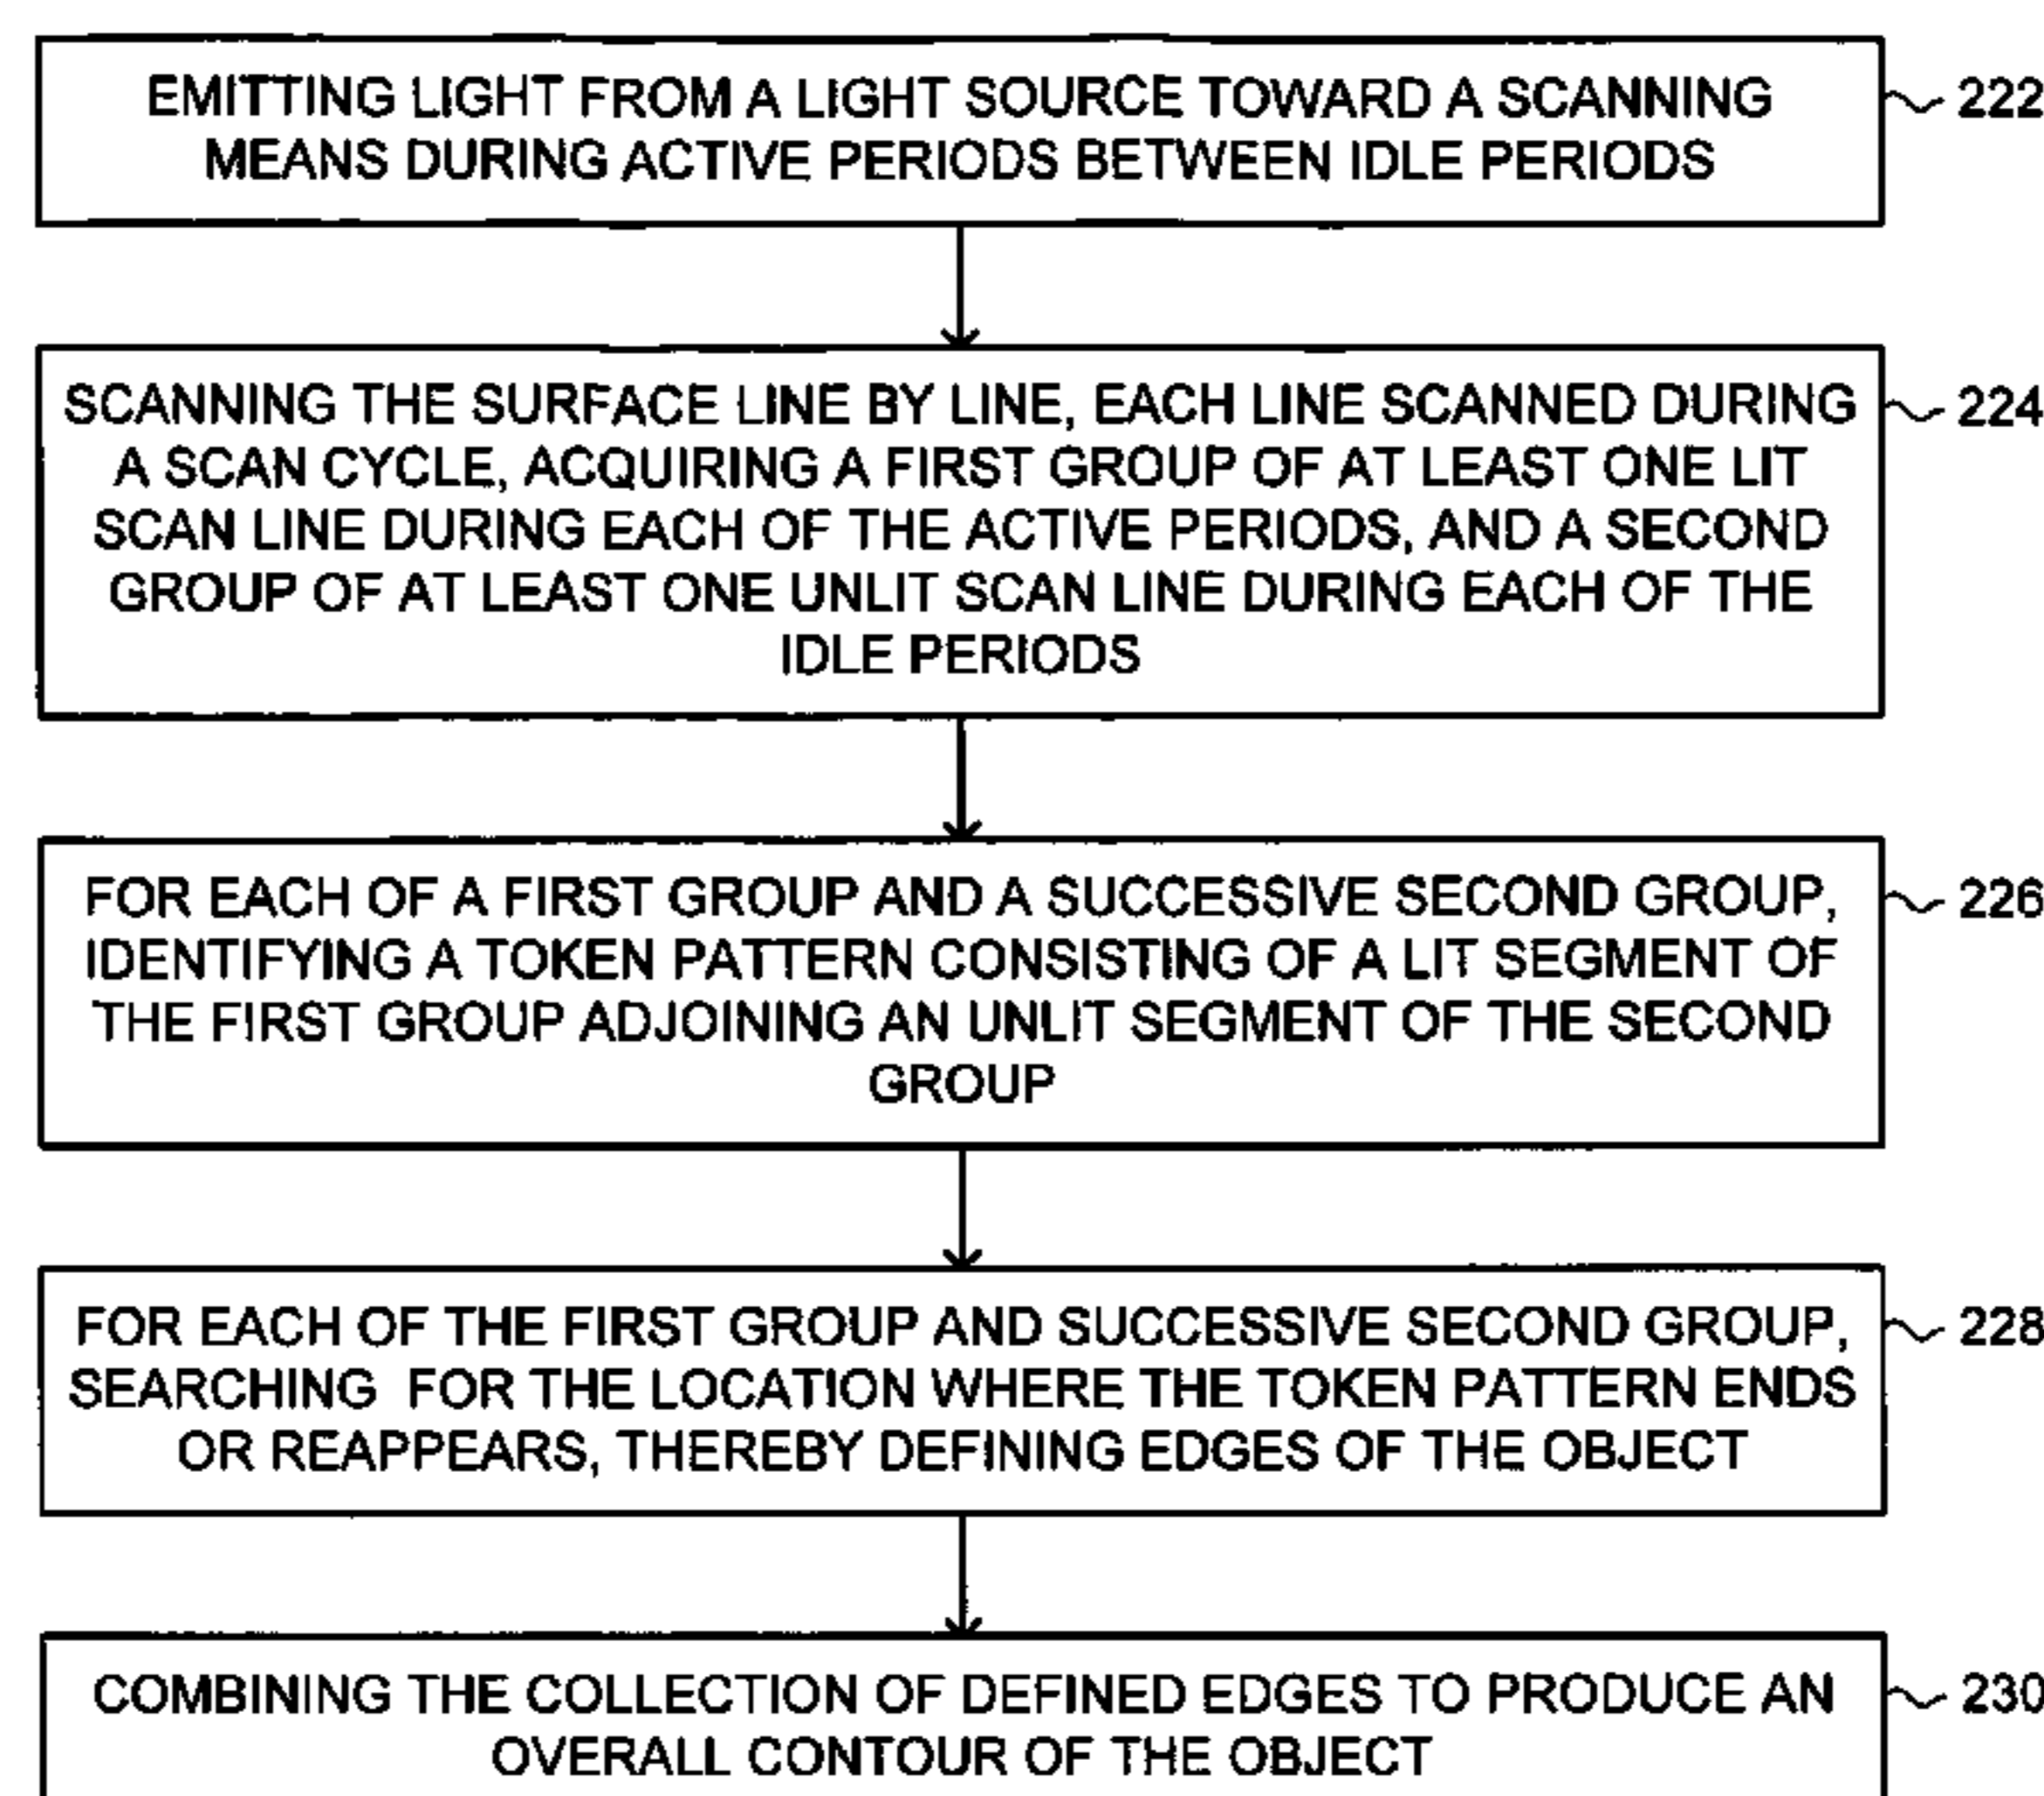 EMITTING LIGHT FROM A LIGHT SOURCE TOWARD A SCANNING
MEANS DURING ACTIVE PERIODS BETWEEN IDLE PERIODS
222
SCANNING THE SURFACE LINE BY LINE, EACH LINE SCANNED DURING
A SCAN CYCLE, ACQUIRING A FIRST GROUP OF AT LEAST ONE LIT
SCAN LINE DURING EACH OF THE ACTIVE PERIODS, AND A SECOND
GROUP OF AT LEAST ONE UNLIT SCAN LINE DURING EACH OF THE
IDLE PERIODS
224
FOR EACH OF A FIRST GROUP AND A SUCCESSIVE SECOND GROUP,
IDENTIFYING A TOKEN PATTERN CONSISTING OF A LIT SEGMENT OF
THE FIRST GROUP ADJOINING AN UNLIT SEGMENT OF THE SECOND
GROUP
226
FOR EACH OF THE FIRST GROUP AND SUCCESSIVE SECOND GROUP,
SEARCHING FOR THE LOCATION WHERE THE TOKEN PATTERN ENDS
OR REAPPEARS, THEREBY DEFINING EDGES OF THE OBJECT
228
COMBINING THE COLLECTION OF DEFINED EDGES TO PRODUCE AN
OVERALL CONTOUR OF THE OBJECT
230